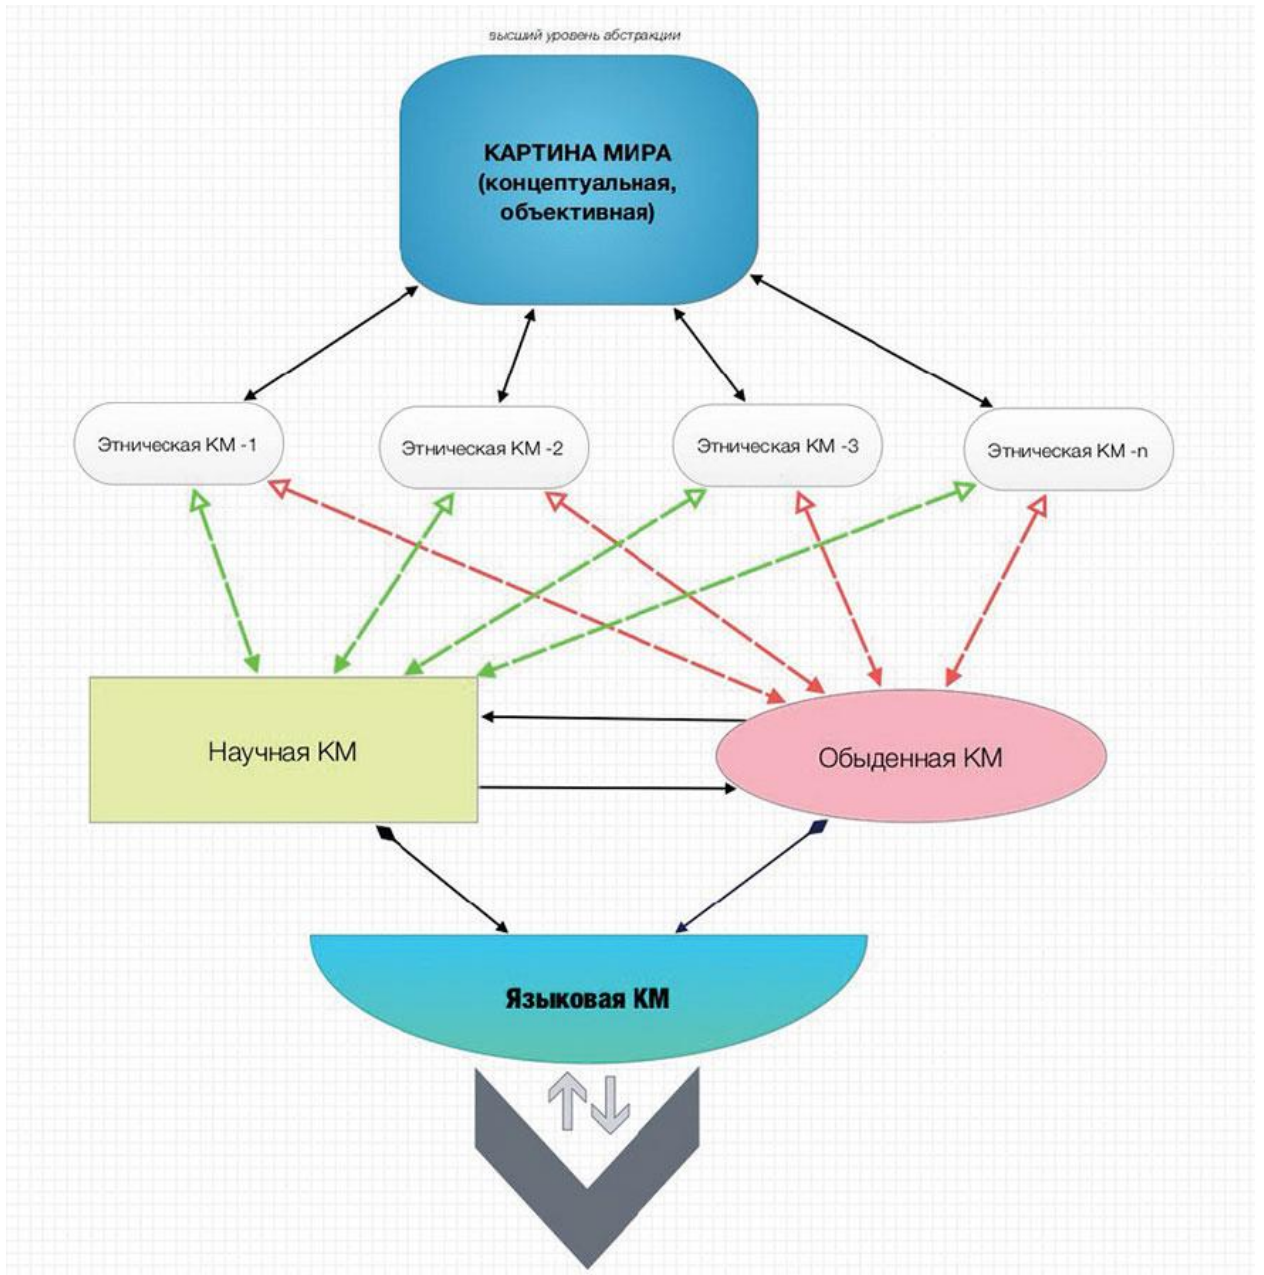 высший уровень абстракции
КАРТИНА МИРА
(концептуальная,
объективная)
Этническая КМ -1
Этническая КМ -2
Этническая КМ -3
Этническая КМ -n
Научная КМ
Обыденная КМ
Языковая КМ